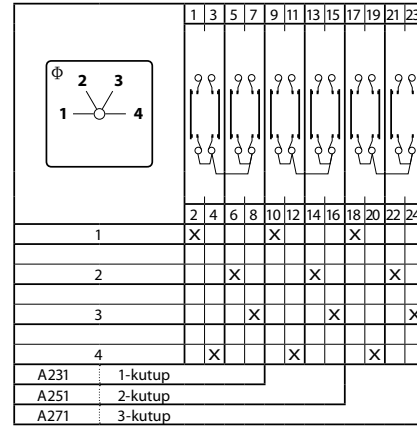 1 3 5 7 9 11 13 15 17 19 21 23
Φ
2 3
1 4
2 4 6 8 10 12 14 16 18 20 22 24
1 X X X
2 X X X
3 X X X
4 X X X
A231 1-kutup
A251 2-kutup
A271 3-kutup